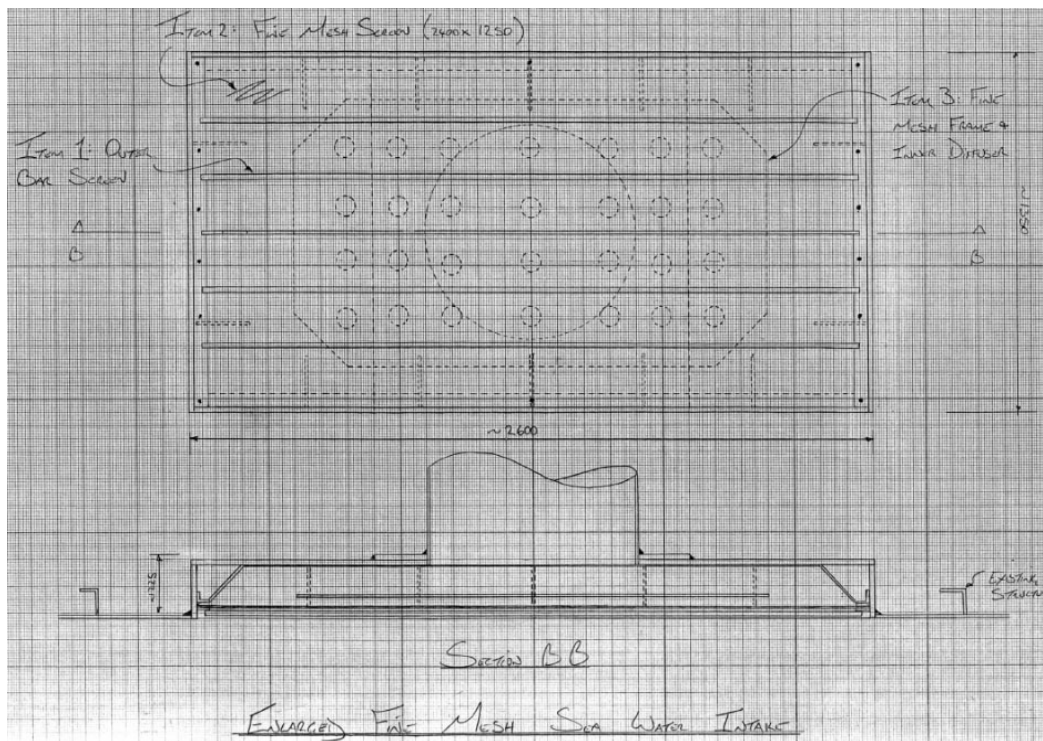 Item 2: Fine Mesh Screen (2400 x 1250)
Item 3: Fine
Mesh Frame &
Inner Diffuser
Item 1: Outer
Bar Screen
~1350
B
B
~2600
~225
Existing
Section BB
Enlarged Fine Mesh Sea Water Intake